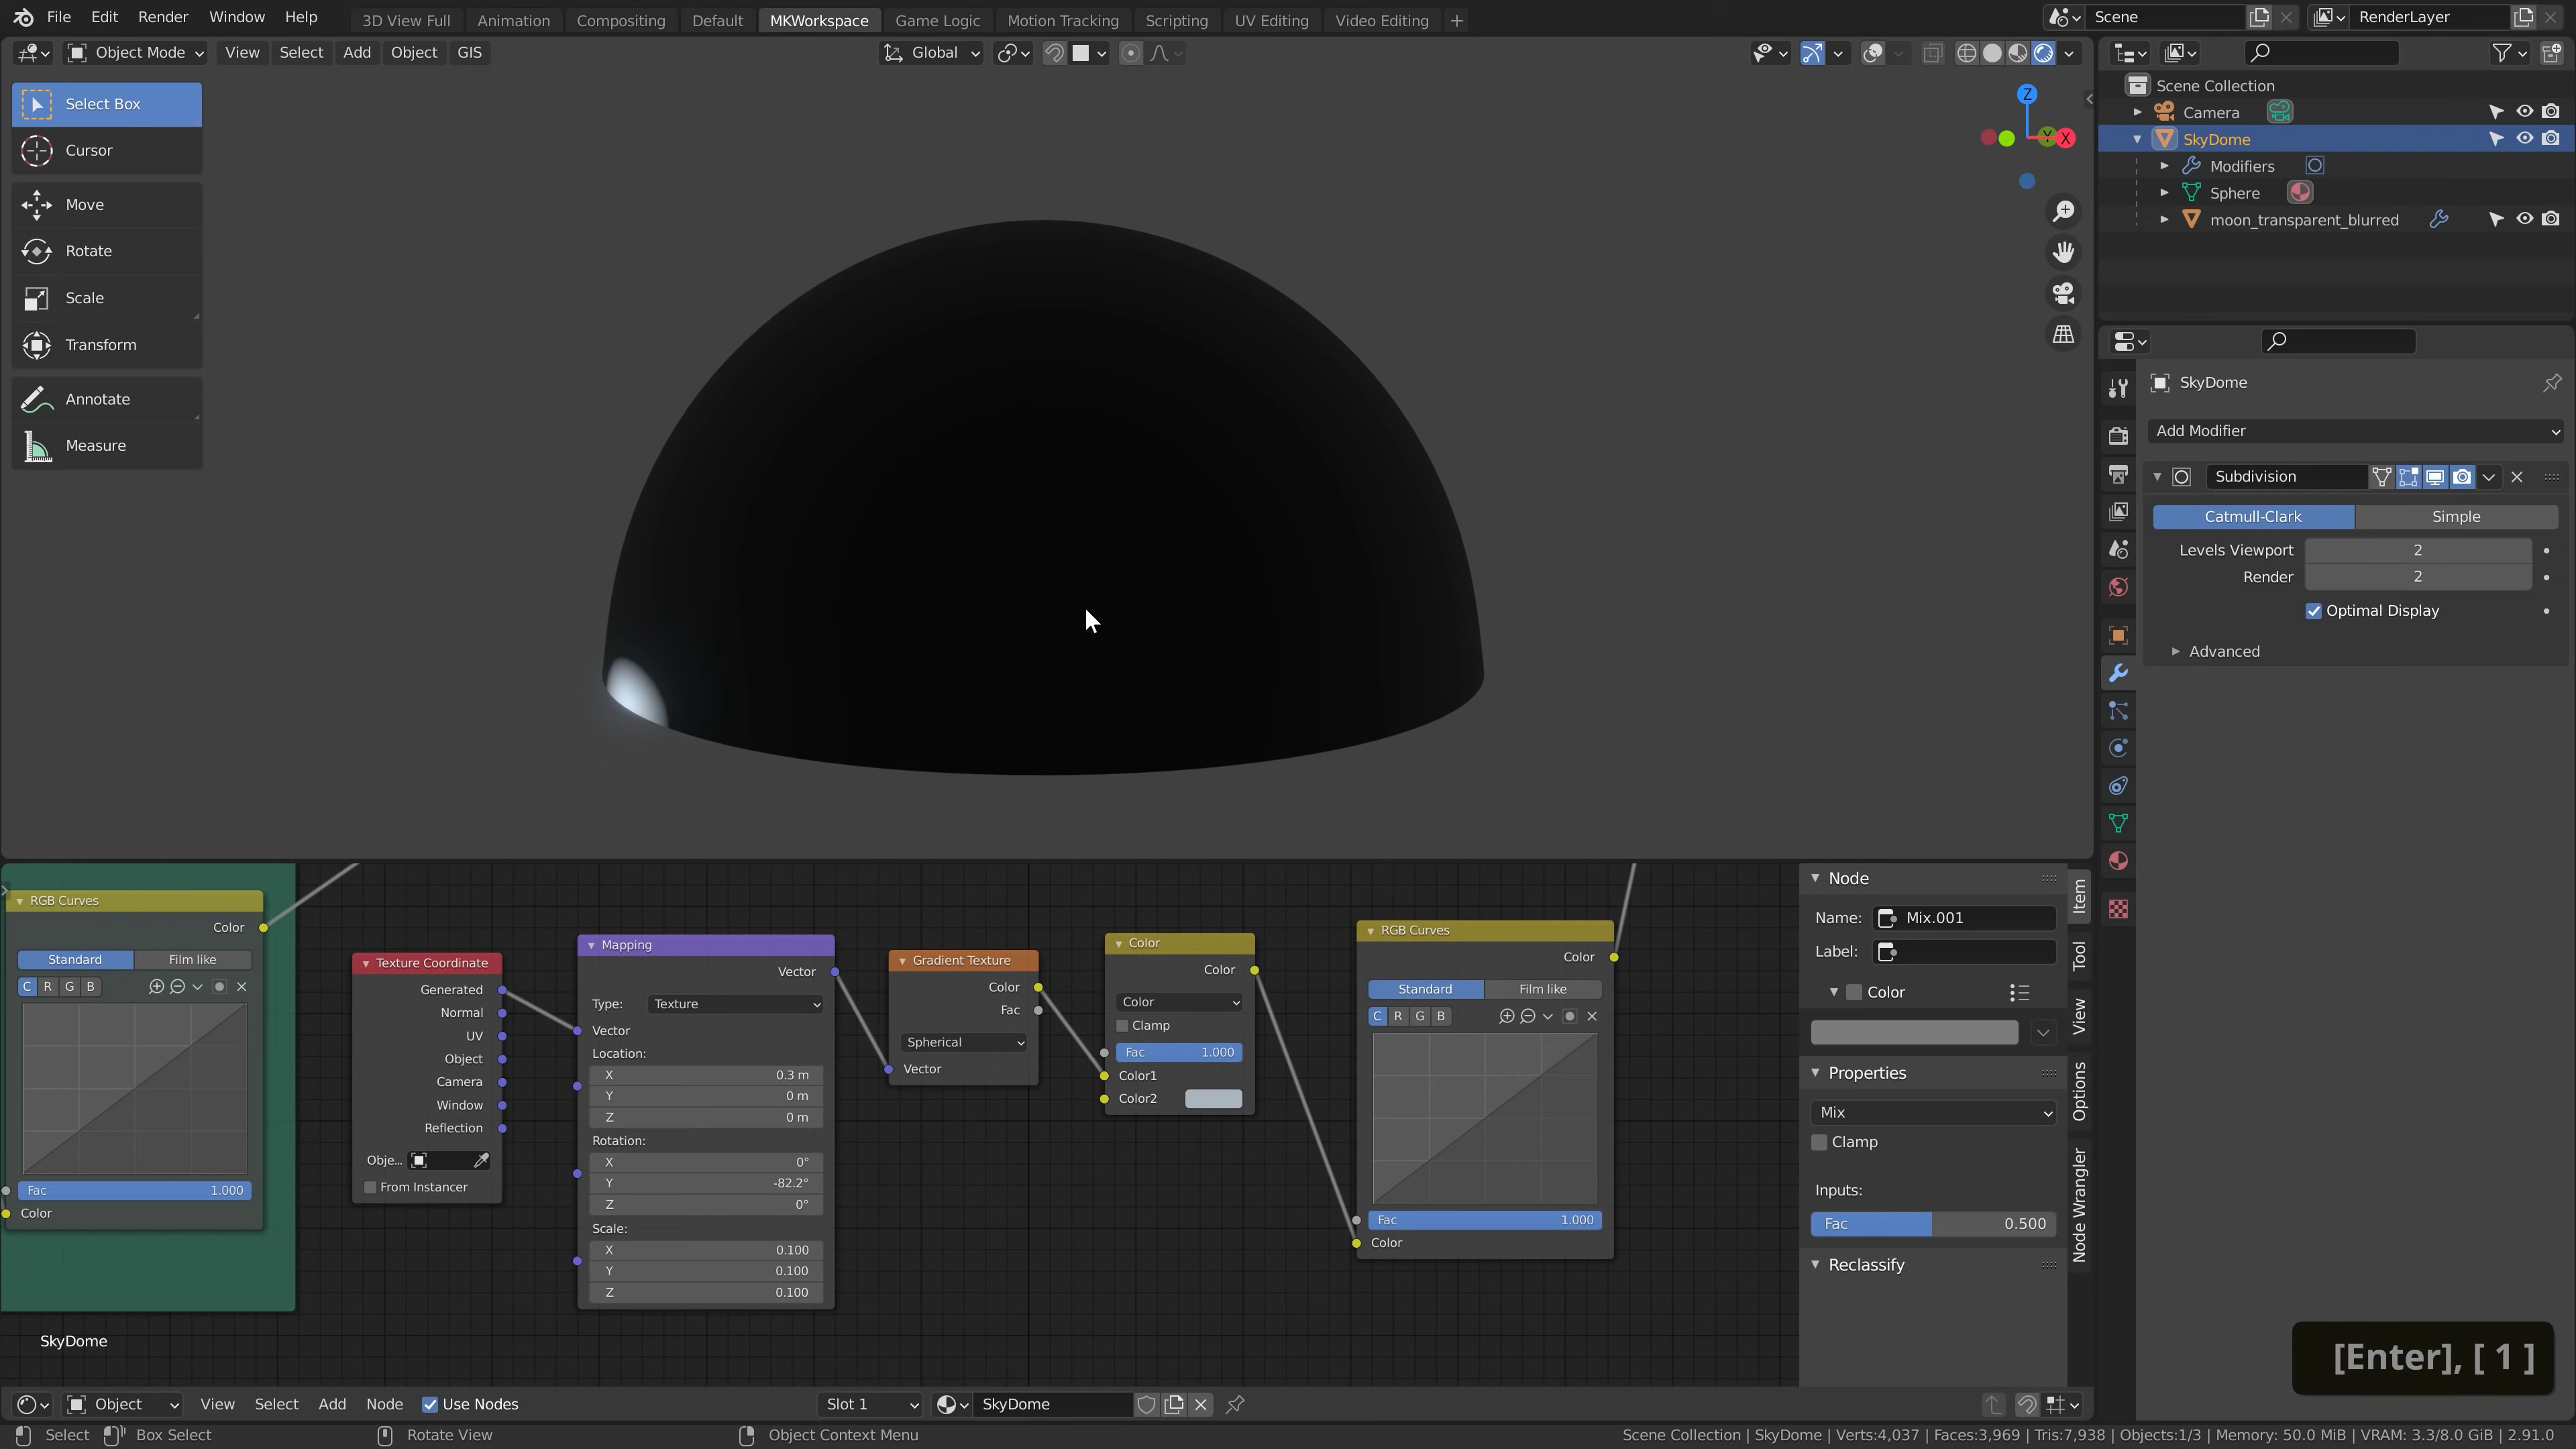 File Edit Render Window Help 3D View Full Animation Compositing Default MKWorkspace Game Logic Motion Tracking Scripting UV Editing Video Editing + Scene RenderLayer
Object Mode View Select Add Object GIS Global
Select Box
Cursor
Move
Rotate
Scale
Transform
Annotate
Measure
Z
Y
X
Scene Collection
Camera
SkyDome
Modifiers
Sphere
moon_transparent_blurred
SkyDome
Add Modifier
Subdivision
Catmull-Clark Simple
Levels Viewport 2
Render 2
Optimal Display
Advanced
RGB Curves
Color
Standard Film like
C R G B
Fac 1.000
Color
Texture Coordinate
Generated
Normal
UV
Object
Camera
Window
Reflection
Obje...
From Instancer
Mapping
Vector
Type: Texture
Vector
Location:
X 0.3 m
Y 0 m
Z 0 m
Rotation:
X 0°
Y -82.2°
Z 0°
Scale:
X 0.100
Y 0.100
Z 0.100
Gradient Texture
Color
Fac
Spherical
Vector
Color
Color
Color
Clamp
Fac 1.000
Color1
Color2
RGB Curves
Color
Standard Film like
C R G B
Fac 1.000
Color
Node
Name: Mix.001
Label:
Color
Properties
Mix
Clamp
Inputs:
Fac 0.500
Reclassify
Item
Tool
View
Options
Node Wrangler
SkyDome
[Enter], [ 1 ]
Object View Select Add Node Use Nodes Slot 1 SkyDome
Select Box Select Rotate View Object Context Menu Scene Collection | SkyDome | Verts:4,037 | Faces:3,969 | Tris:7,938 | Objects:1/3 | Memory: 50.0 MiB | VRAM: 3.3/8.0 GiB | 2.91.0